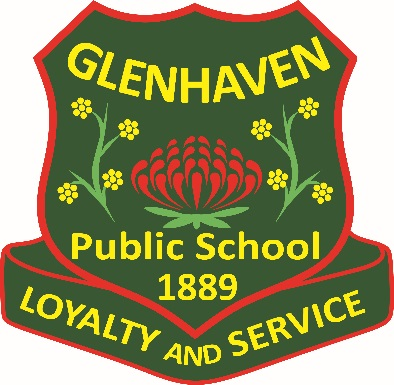 GLENHAVEN
Public School
1889
LOYALTY AND SERVICE